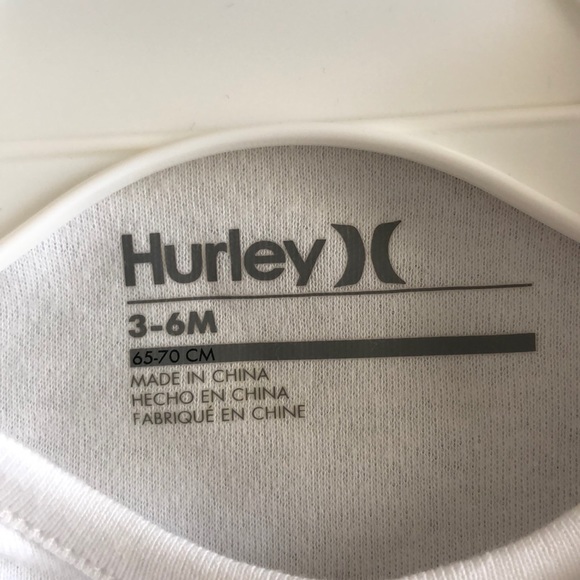 Hurley
3-6M
65-70 CM
MADE IN CHINA
HECHO EN CHINA
FABRIQUÉ EN CHINE